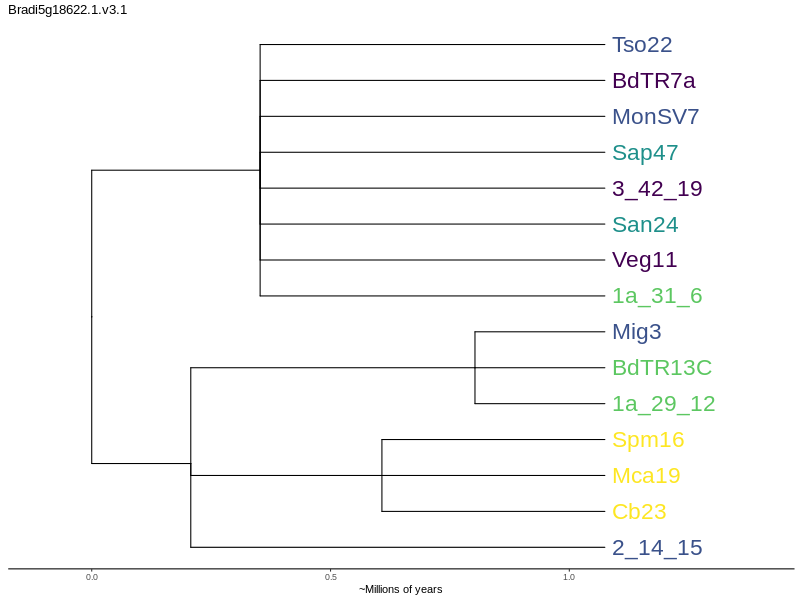 Bradi5g18622.1.v3.1
Tso22
BdTR7a
MonSV7
Sap47
3_42_19
San24
Veg11
1a_31_6
Mig3
BdTR13C
1a_29_12
Spm16
Mca19
Cb23
2_14_15
0.0 0.5 1.0
~Millions of years